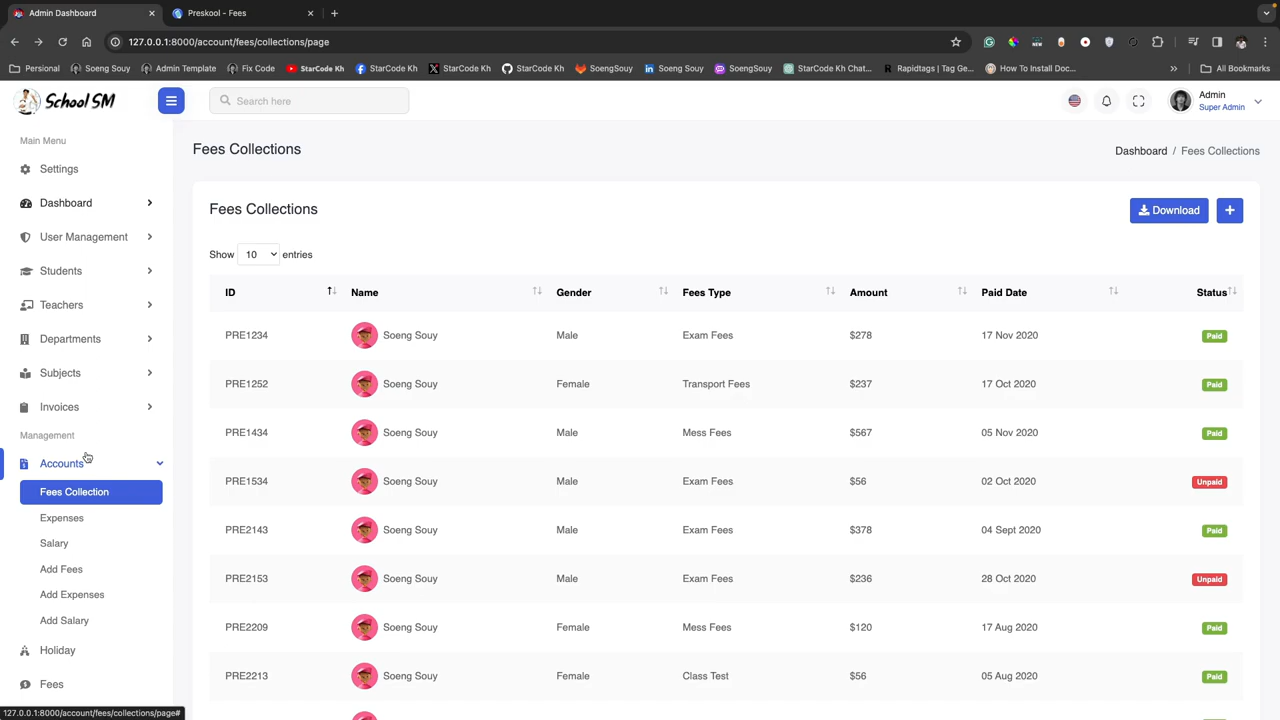 Admin Dashboard
Preskool - Fees
127.0.0.1:8000/account/fees/collections/page
Personal
Soeng Souy
Admin Template
Fix Code
StarCode Kh
StarCode Kh
StarCode Kh
StarCode Kh
SoengSouy
Soeng Souy
SoengSouy
StarCode Kh Chat...
Rapidtags | Tag Ge...
How To Install Doc...
All Bookmarks
School SM
Search here
Admin
Super Admin
Main Menu
Settings
Dashboard
User Management
Students
Teachers
Departments
Subjects
Invoices
Management
Accounts
Fees Collection
Expenses
Salary
Add Fees
Add Expenses
Add Salary
Holiday
Fees
Fees Collections
Dashboard / Fees Collections
Fees Collections
Download
Show 10 entries
ID Name Gender Fees Type Amount Paid Date Status
PRE1234 Soeng Souy Male Exam Fees $278 17 Nov 2020 Paid
PRE1252 Soeng Souy Female Transport Fees $237 17 Oct 2020 Paid
PRE1434 Soeng Souy Male Mess Fees $567 05 Nov 2020 Paid
PRE1534 Soeng Souy Male Exam Fees $56 02 Oct 2020 Unpaid
PRE2143 Soeng Souy Male Exam Fees $378 04 Sept 2020 Paid
PRE2153 Soeng Souy Male Exam Fees $236 28 Oct 2020 Unpaid
PRE2209 Soeng Souy Female Mess Fees $120 17 Aug 2020 Paid
PRE2213 Soeng Souy Female Class Test $56 05 Aug 2020 Paid
127.0.0.1:8000/account/fees/collections/page#